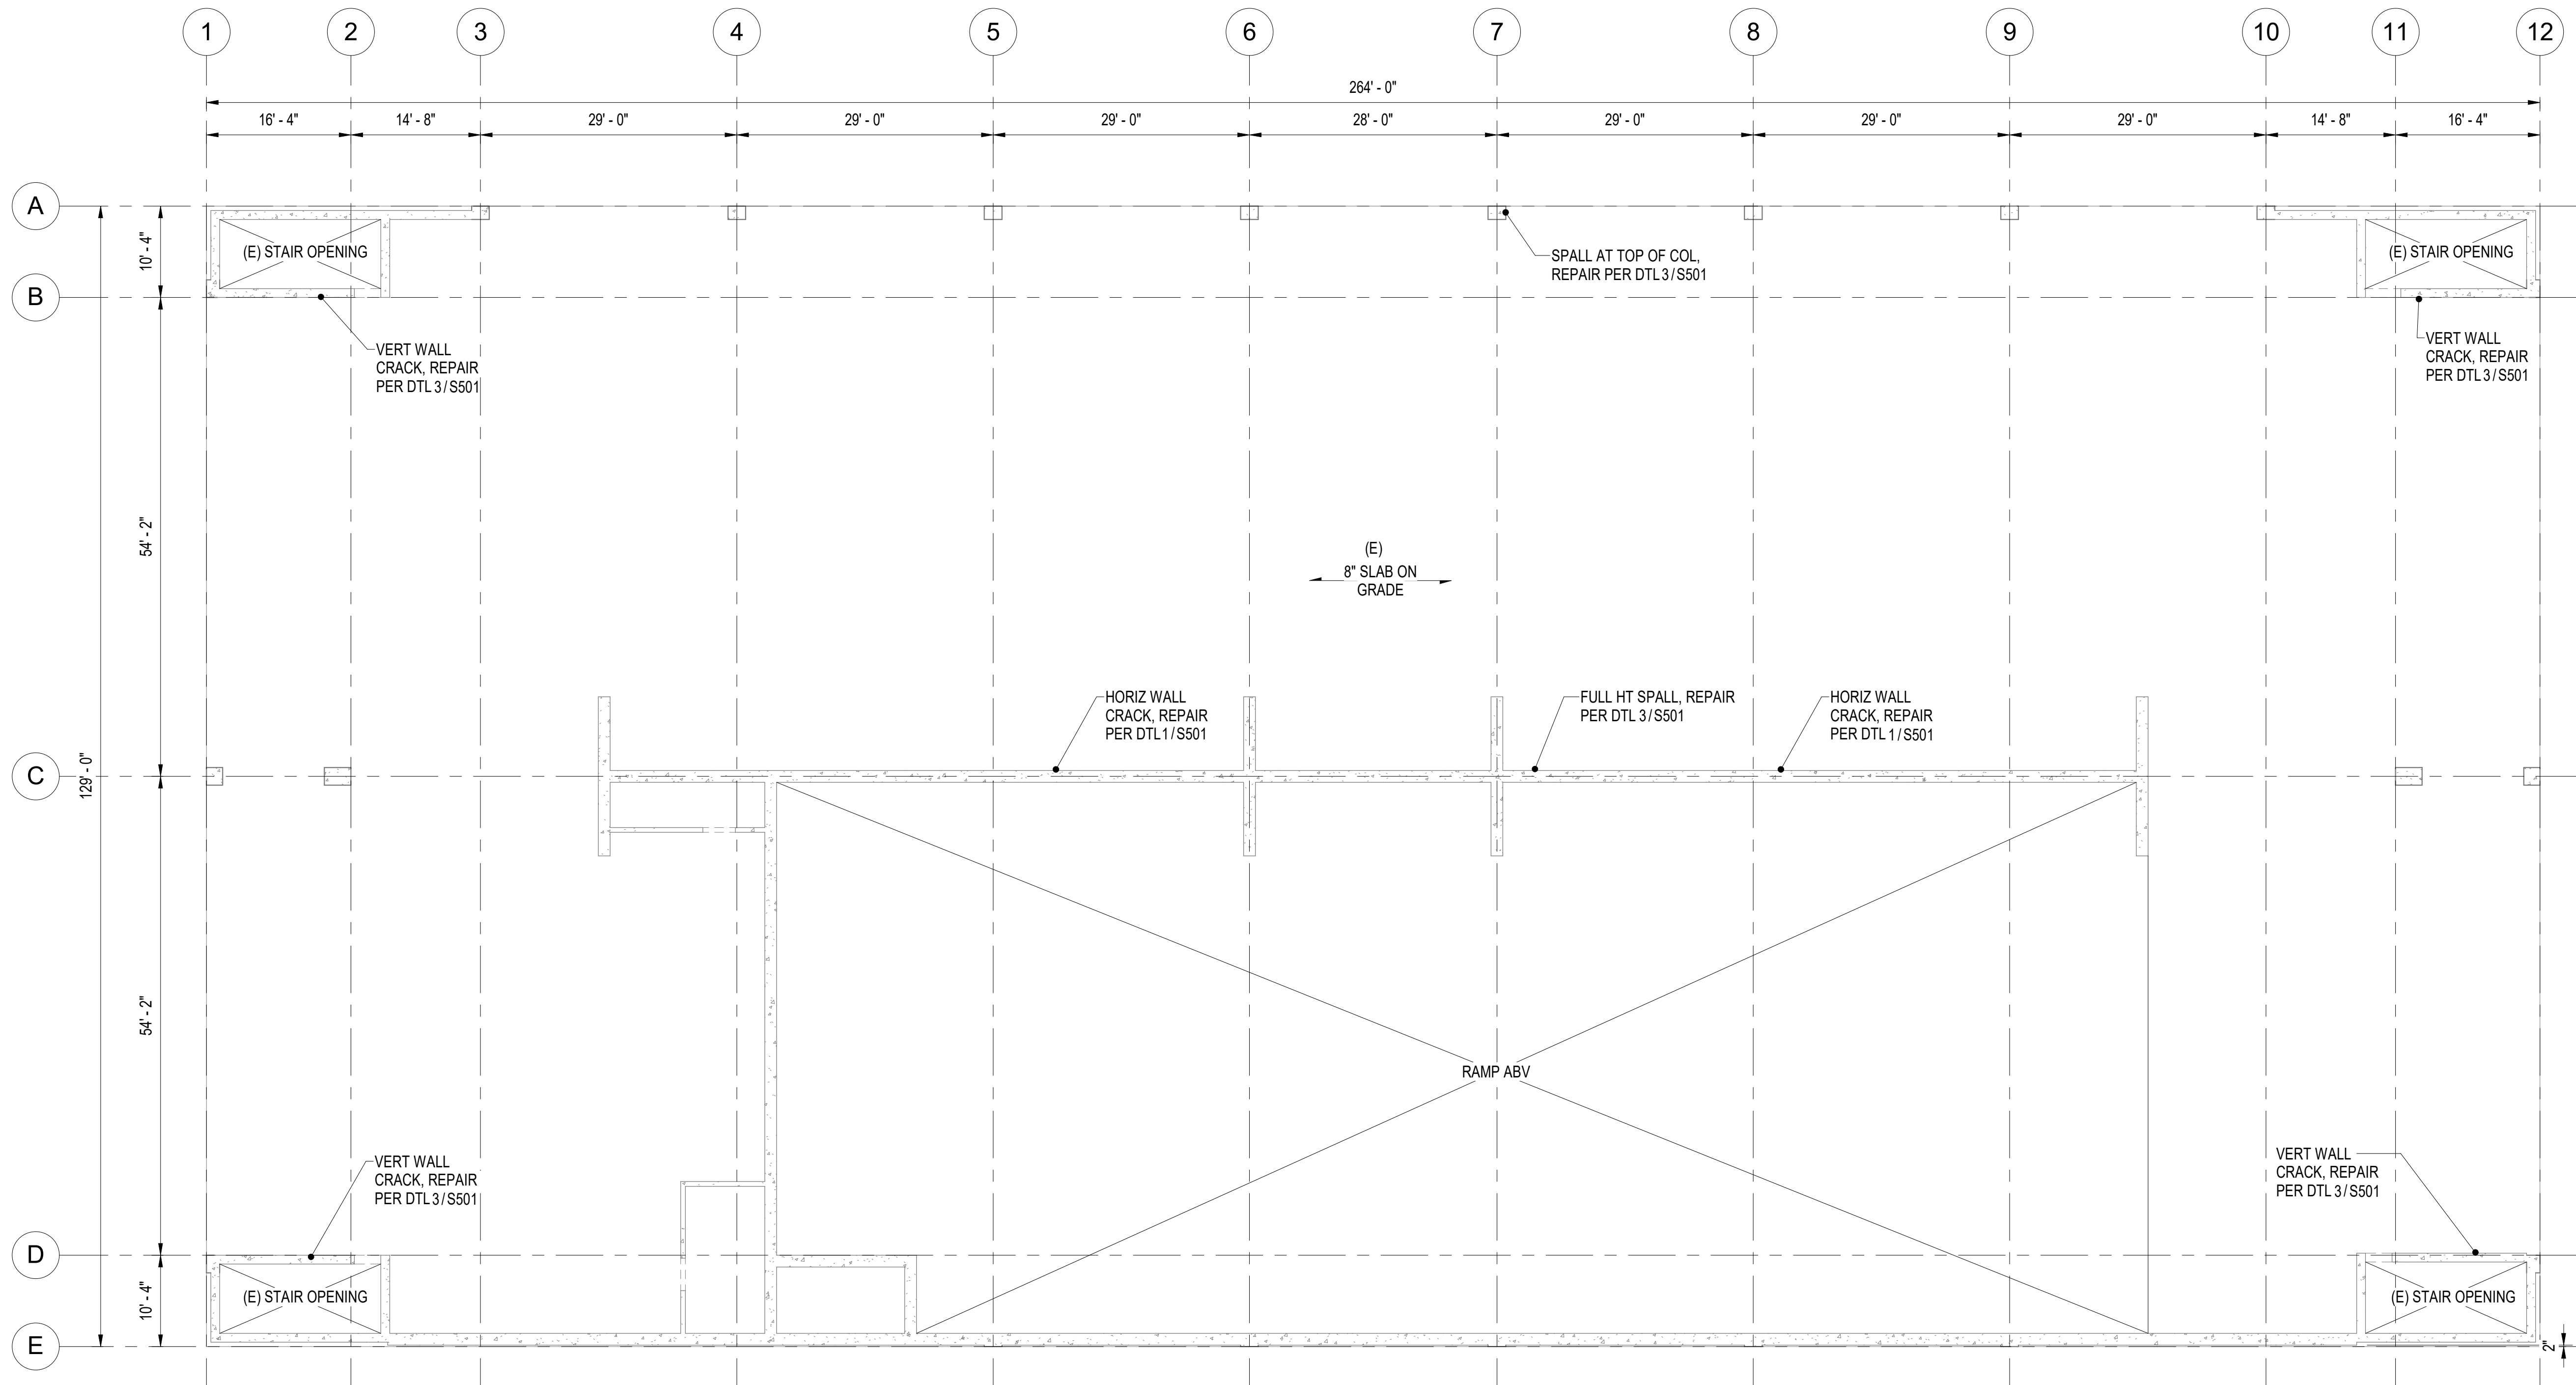 1
2
3
4
5
6
7
8
9
10
11
12
264' - 0"
16' - 4"
14' - 8"
29' - 0"
29' - 0"
29' - 0"
28' - 0"
29' - 0"
29' - 0"
29' - 0"
14' - 8"
16' - 4"
A
B
C
D
E
10' - 4"
54' - 2"
129' - 0"
54' - 2"
10' - 4"
(E) STAIR OPENING
(E) STAIR OPENING
SPALL AT TOP OF COL,
REPAIR PER DTL 3 / S501
VERT WALL
CRACK, REPAIR
PER DTL 3 / S501
VERT WALL
CRACK, REPAIR
PER DTL 3 / S501
(E)
8" SLAB ON
GRADE
HORIZ WALL
CRACK, REPAIR
PER DTL 1 / S501
FULL HT SPALL, REPAIR
PER DTL 3 / S501
HORIZ WALL
CRACK, REPAIR
PER DTL 1 / S501
RAMP ABV
VERT WALL
CRACK, REPAIR
PER DTL 3 / S501
VERT WALL
CRACK, REPAIR
PER DTL 3 / S501
(E) STAIR OPENING
(E) STAIR OPENING
2"